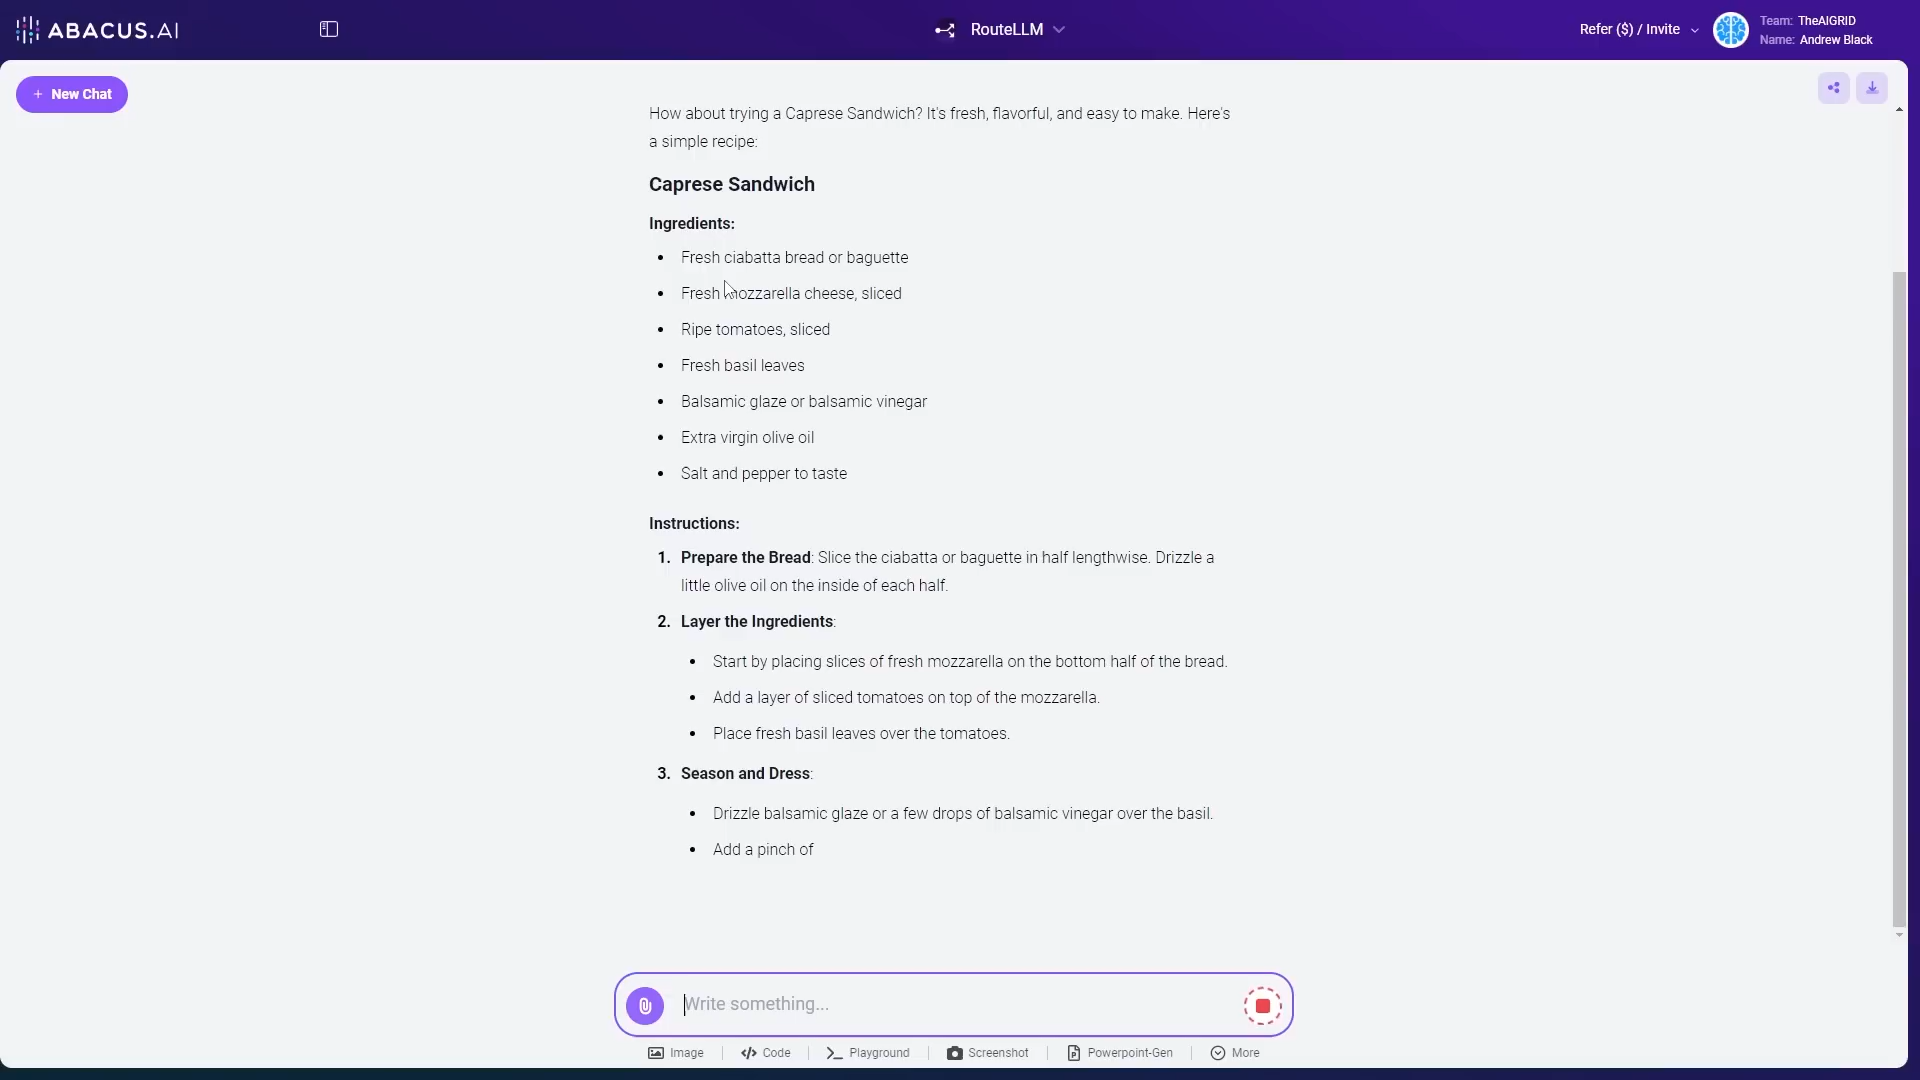 ABACUS.AI
RouteLLM
Refer ($) / Invite
Team: TheAIGRID
Name: Andrew Black
+ New Chat
How about trying a Caprese Sandwich? It's fresh, flavorful, and easy to make. Here's
a simple recipe:
Caprese Sandwich
Ingredients:
• Fresh ciabatta bread or baguette
• Fresh mozzarella cheese, sliced
• Ripe tomatoes, sliced
• Fresh basil leaves
• Balsamic glaze or balsamic vinegar
• Extra virgin olive oil
• Salt and pepper to taste
Instructions:
1. Prepare the Bread: Slice the ciabatta or baguette in half lengthwise. Drizzle a
little olive oil on the inside of each half.
2. Layer the Ingredients:
• Start by placing slices of fresh mozzarella on the bottom half of the bread.
• Add a layer of sliced tomatoes on top of the mozzarella.
• Place fresh basil leaves over the tomatoes.
3. Season and Dress:
• Drizzle balsamic glaze or a few drops of balsamic vinegar over the basil.
• Add a pinch of
Write something...
Image
Code
Playground
Screenshot
Powerpoint-Gen
More